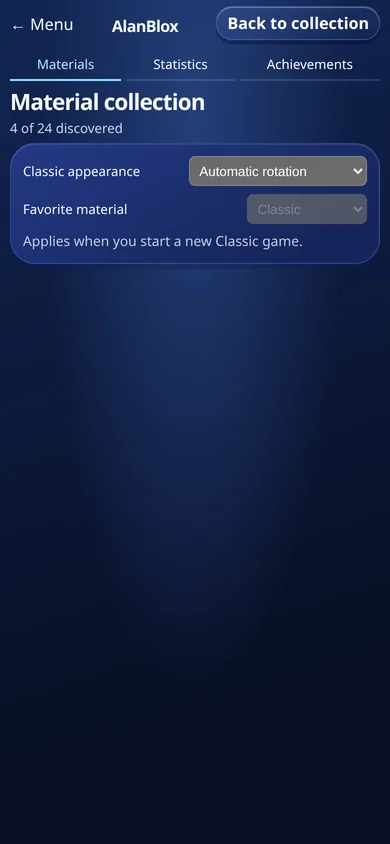 ← Menu
AlanBlox
Back to collection
Materials
Statistics
Achievements
Material collection
4 of 24 discovered
Classic appearance
Automatic rotation
Favorite material
Classic
Applies when you start a new Classic game.